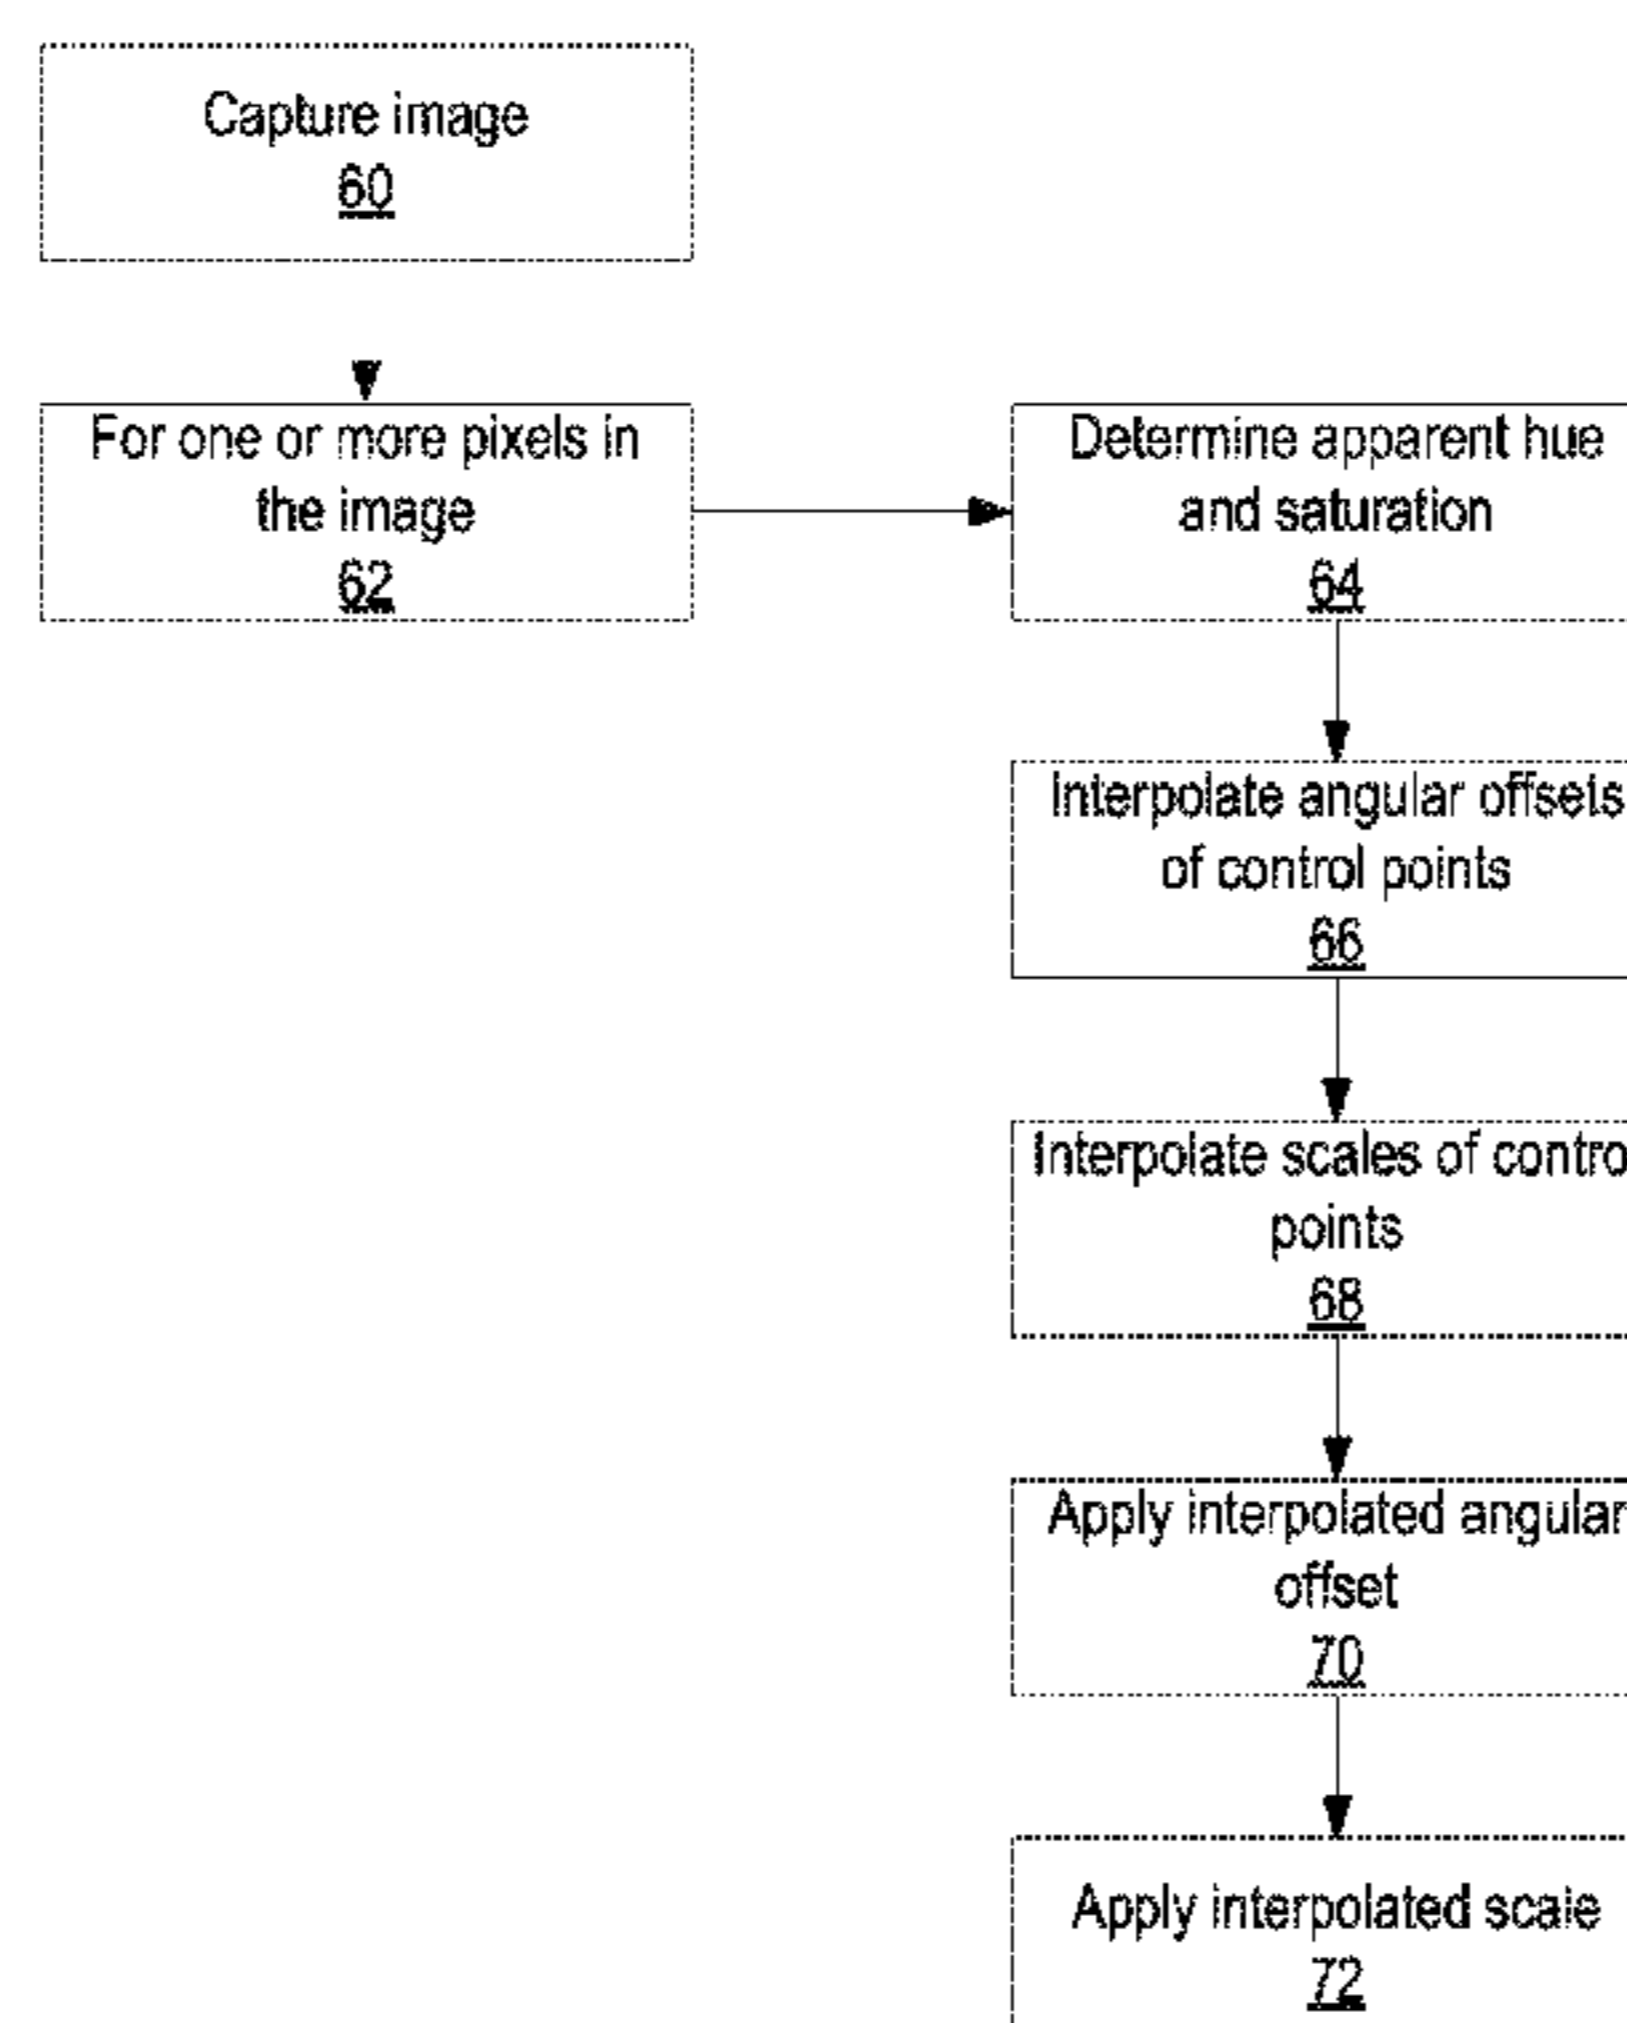 Capture image
60
For one or more pixels in
the image
62
Determine apparent hue
and saturation
64
Interpolate angular offsets
of control points
66
Interpolate scales of contro
points
68
Apply interpolated angular
offset
70
Apply interpolated scale
72